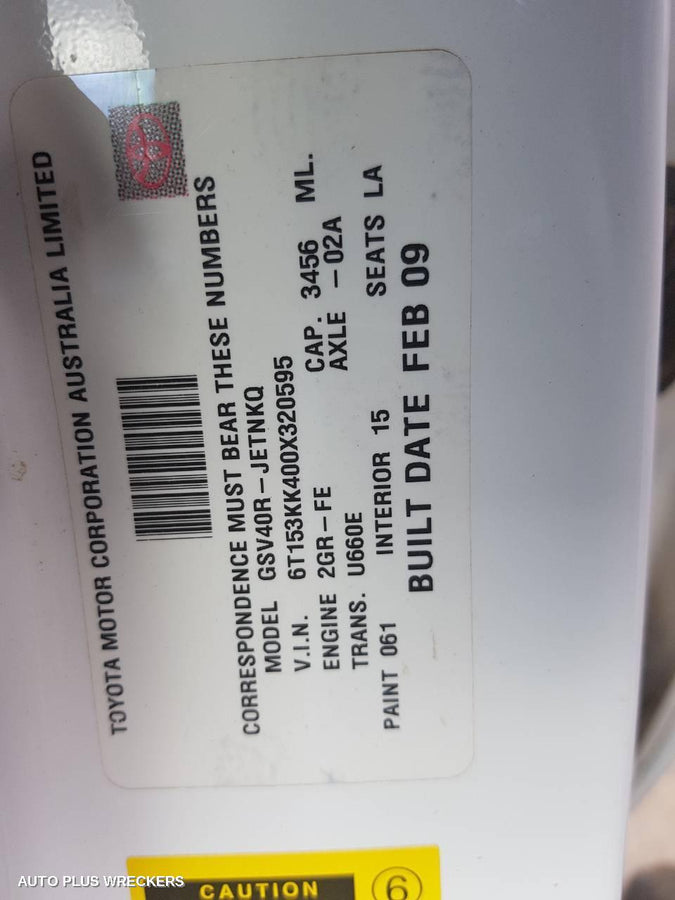 TOYOTA MOTOR CORPORATION AUSTRALIA LIMITED
CORRESPONDENCE MUST BEAR THESE NUMBERS
MODEL GSV40R-JETNKQ
V.I.N. 6T153KK400X320595
ENGINE 2GR-FE CAP. 3456 ML.
TRANS. U660E AXLE -02A
PAINT 061 INTERIOR 15 SEATS LA
BUILT DATE FEB 09
CAUTION 6
AUTO PLUS WRECKERS